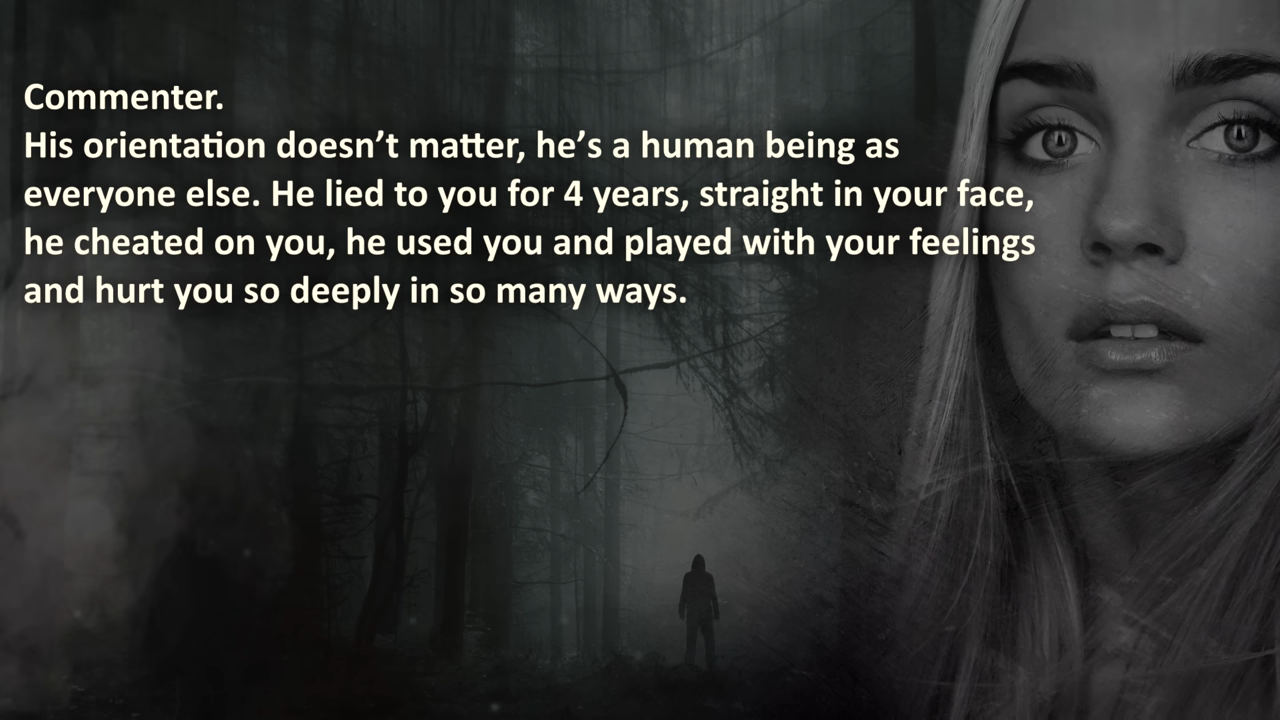 Commenter.
His orientation doesn’t matter, he’s a human being as
everyone else. He lied to you for 4 years, straight in your face,
he cheated on you, he used you and played with your feelings
and hurt you so deeply in so many ways.